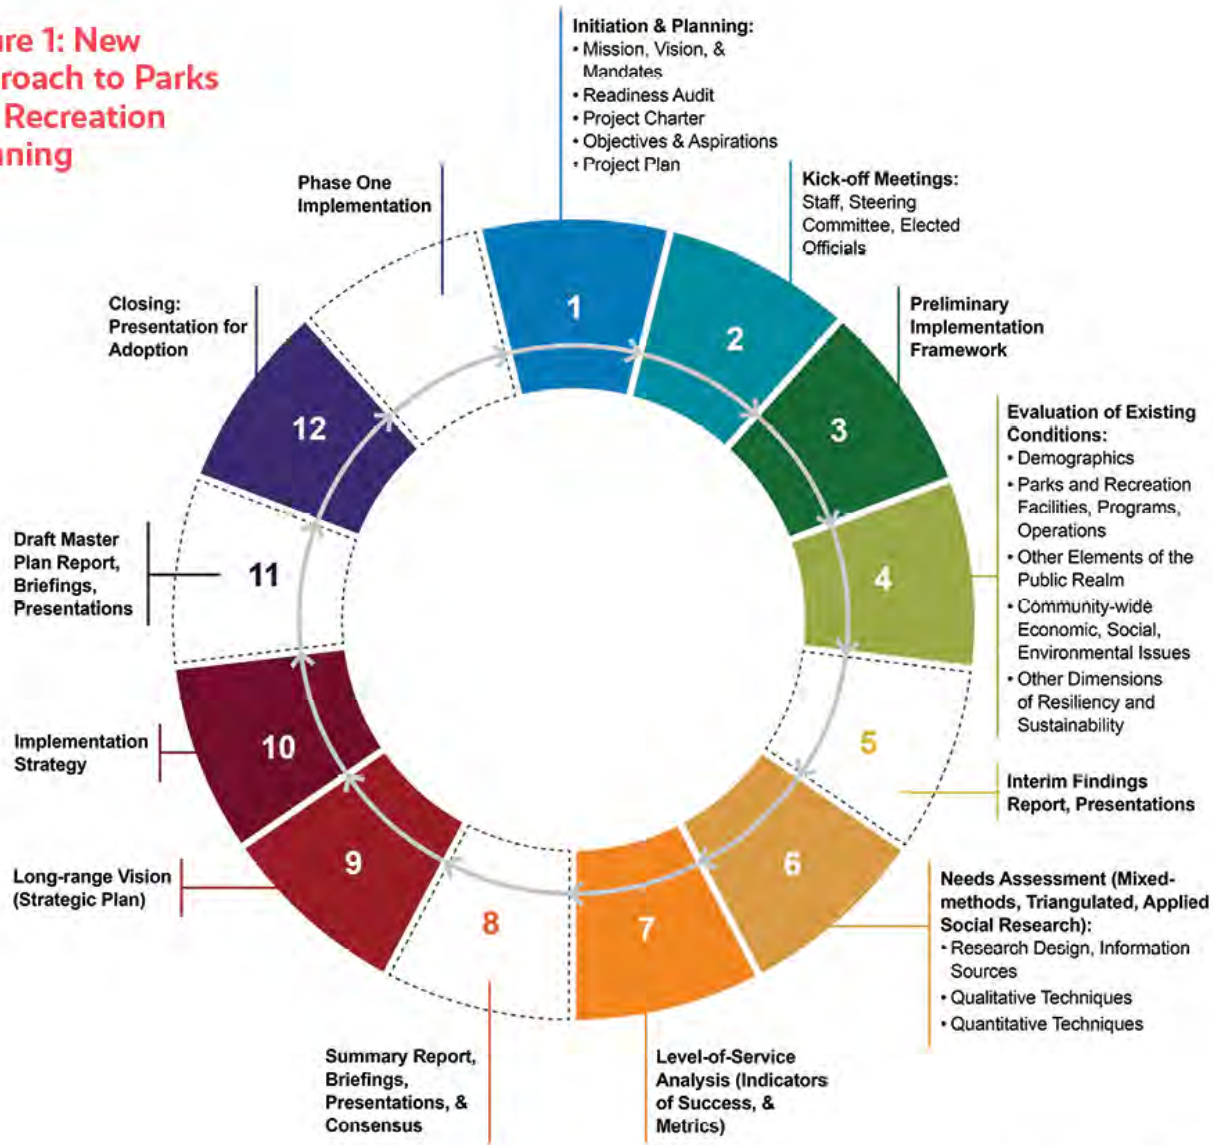 ure 1: New
roach to Parks
Recreation
nning
Initiation & Planning:
• Mission, Vision, &
Mandates
• Readiness Audit
• Project Charter
• Objectives & Aspirations
• Project Plan
Kick-off Meetings:
Staff, Steering
Committee, Elected
Officials
Preliminary
Implementation
Framework
Evaluation of Existing
Conditions:
• Demographics
• Parks and Recreation
Facilities, Programs,
Operations
• Other Elements of the
Public Realm
• Community-wide
Economic, Social,
Environmental Issues
• Other Dimensions
of Resiliency and
Sustainability
Interim Findings
Report, Presentations
Needs Assessment (Mixed-
methods, Triangulated, Applied
Social Research):
• Research Design, Information
Sources
• Qualitative Techniques
• Quantitative Techniques
Level-of-Service
Analysis (Indicators
of Success, &
Metrics)
Summary Report,
Briefings,
Presentations, &
Consensus
Long-range Vision
(Strategic Plan)
Implementation
Strategy
Draft Master
Plan Report,
Briefings,
Presentations
Closing:
Presentation for
Adoption
Phase One
Implementation
1
2
3
4
5
6
7
8
9
10
11
12